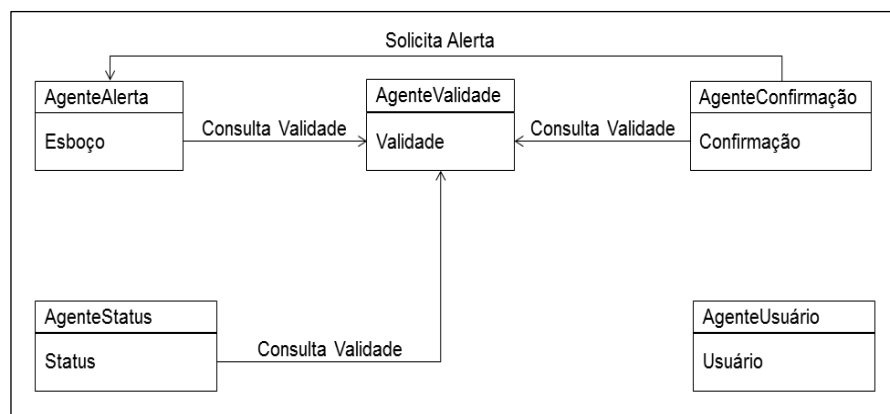 Solicita Alerta
AgenteAlerta
Esboço
Consulta Validade
AgenteValidade
Validade
Consulta Validade
AgenteConfirmação
Confirmação
AgenteStatus
Status
Consulta Validade
AgenteUsuário
Usuário